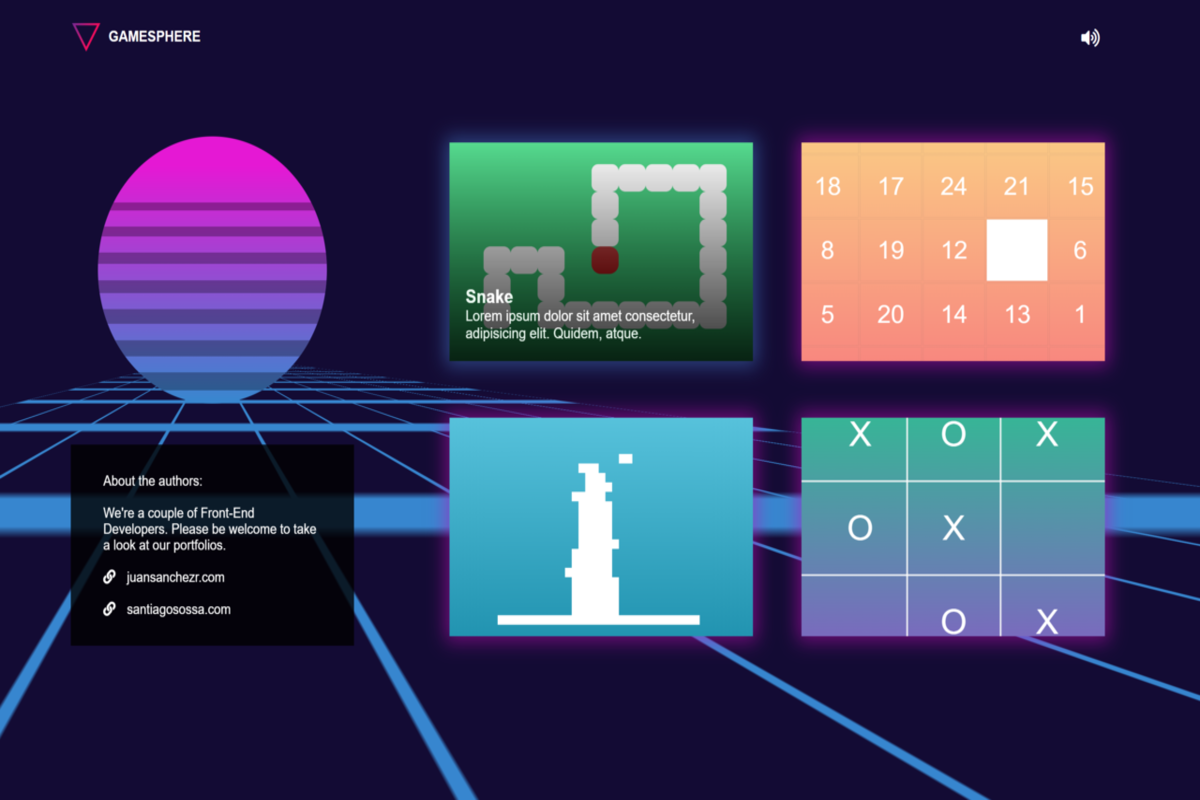 GAMESPHERE
Snake
Lorem ipsum dolor sit amet consectetur,
adipisicing elit. Quidem, atque.
18 17 24 21 15
8 19 12 6
5 20 14 13 1
About the authors:
We're a couple of Front-End
Developers. Please be welcome to take
a look at our portfolios.
juansanchezr.com
santiagosossa.com
X O X
O X
O X